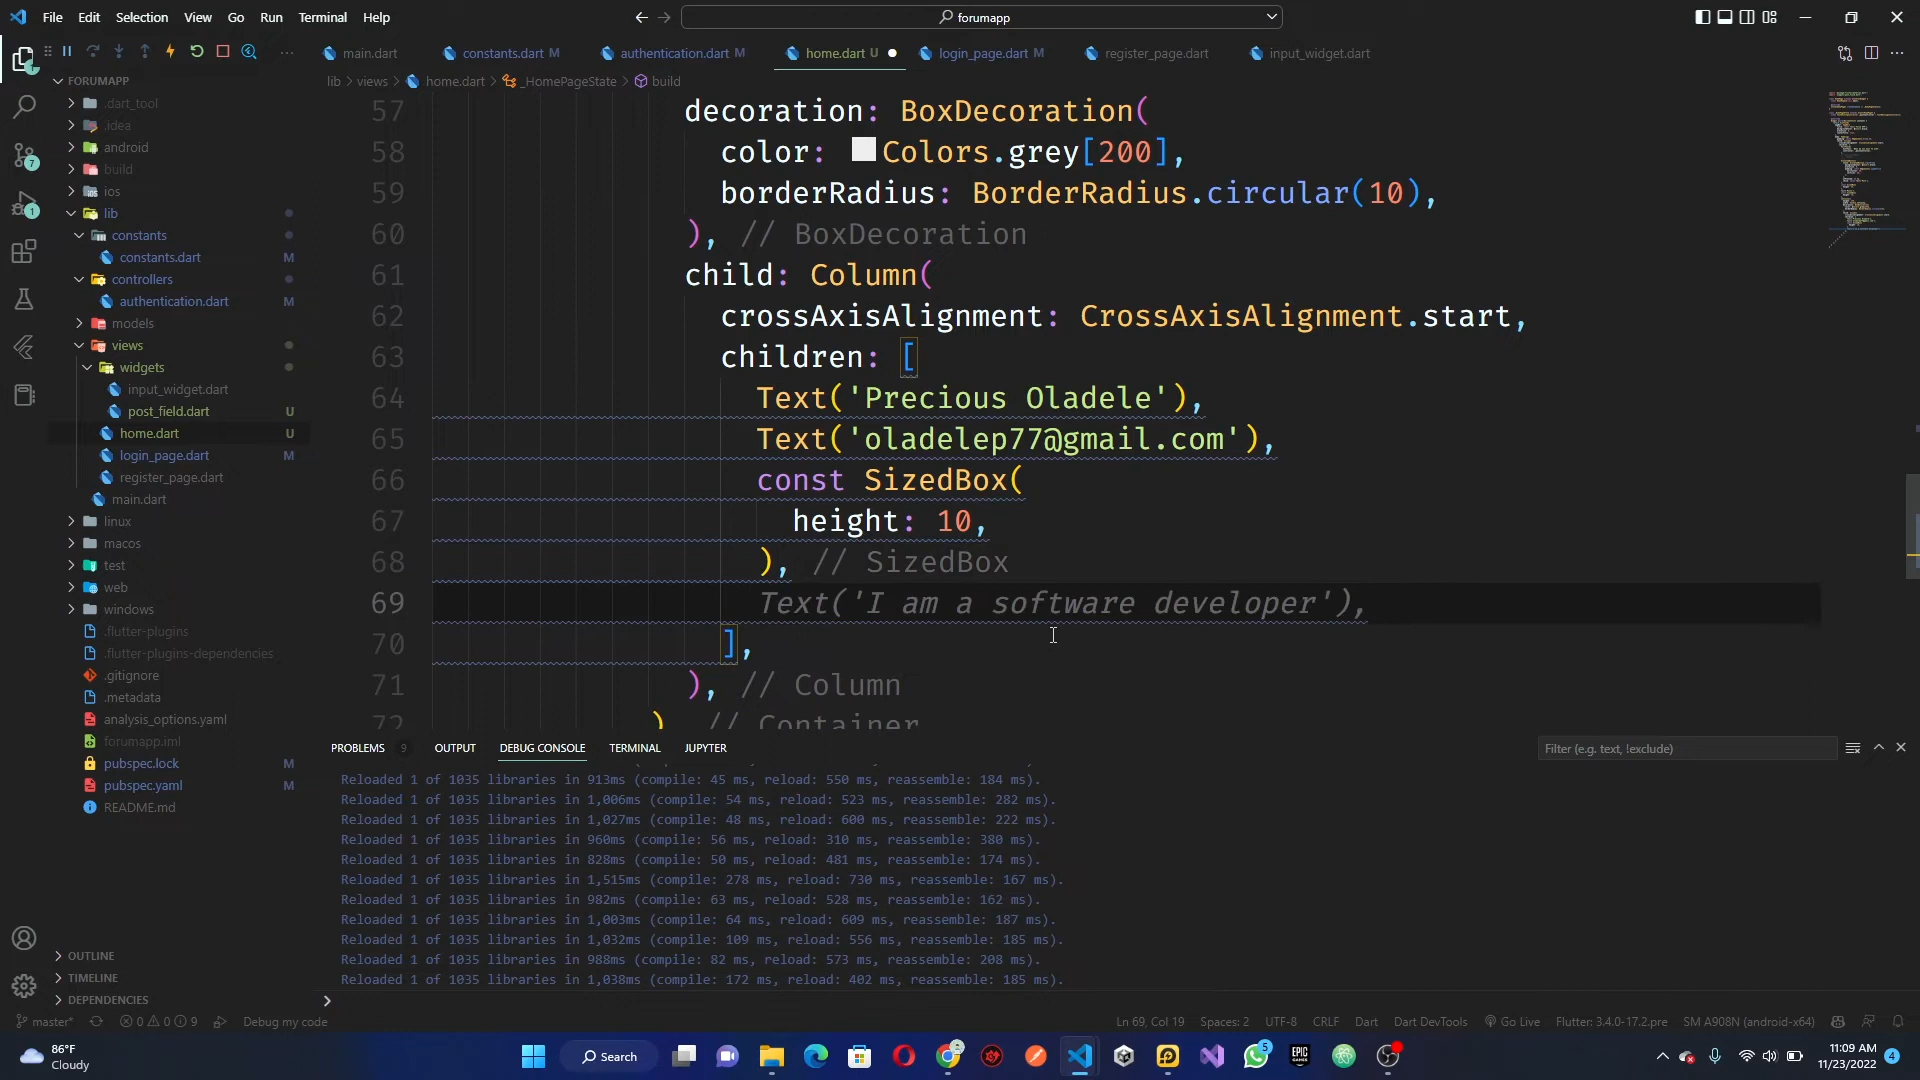 File Edit Selection View Go Run Terminal Help
forumapp
main.dart
constants.dart M
authentication.dart M
home.dart U
login_page.dart M
register_page.dart
input_widget.dart
FORUMAPP
lib > views > home.dart > _HomePageState > build
.dart_tool
.idea
android
build
ios
lib
constants
constants.dart M
controllers
authentication.dart M
models
views
widgets
input_widget.dart
post_field.dart U
home.dart U
login_page.dart M
register_page.dart
main.dart
linux
macos
test
web
windows
.flutter-plugins
.flutter-plugins-dependencies
.gitignore
.metadata
analysis_options.yaml
forumapp.iml
pubspec.lock M
pubspec.yaml M
README.md
OUTLINE
TIMELINE
DEPENDENCIES
57 decoration: BoxDecoration(
58 color: Colors.grey[200],
59 borderRadius: BorderRadius.circular(10),
60 ), // BoxDecoration
61 child: Column(
62 crossAxisAlignment: CrossAxisAlignment.start,
63 children: [
64 Text('Precious Oladele'),
65 Text('oladelep77@gmail.com'),
66 const SizedBox(
67 height: 10,
68 ), // SizedBox
69 Text('I am a software developer'),
70 ],
71 ), // Column
72 ) // Container
PROBLEMS 9 OUTPUT DEBUG CONSOLE TERMINAL JUPYTER
Filter (e.g. text, !exclude)
Reloaded 1 of 1035 libraries in 913ms (compile: 45 ms, reload: 550 ms, reassemble: 184 ms).
Reloaded 1 of 1035 libraries in 1,006ms (compile: 54 ms, reload: 523 ms, reassemble: 282 ms).
Reloaded 1 of 1035 libraries in 1,027ms (compile: 48 ms, reload: 600 ms, reassemble: 222 ms).
Reloaded 1 of 1035 libraries in 960ms (compile: 56 ms, reload: 310 ms, reassemble: 380 ms).
Reloaded 1 of 1035 libraries in 828ms (compile: 50 ms, reload: 481 ms, reassemble: 174 ms).
Reloaded 1 of 1035 libraries in 1,515ms (compile: 278 ms, reload: 730 ms, reassemble: 167 ms).
Reloaded 1 of 1035 libraries in 982ms (compile: 63 ms, reload: 528 ms, reassemble: 162 ms).
Reloaded 1 of 1035 libraries in 1,003ms (compile: 64 ms, reload: 609 ms, reassemble: 187 ms).
Reloaded 1 of 1035 libraries in 1,032ms (compile: 109 ms, reload: 556 ms, reassemble: 185 ms).
Reloaded 1 of 1035 libraries in 988ms (compile: 82 ms, reload: 573 ms, reassemble: 208 ms).
Reloaded 1 of 1035 libraries in 1,038ms (compile: 172 ms, reload: 402 ms, reassemble: 185 ms).
master* 0 0 9 Debug my code
Ln 69, Col 19 Spaces: 2 UTF-8 CRLF Dart Dart DevTools Go Live Flutter: 3.4.0-17.2.pre SM A908N (android-x64)
86°F
Cloudy
Search
5
EPIC GAMES
11:09 AM
11/23/2022
4